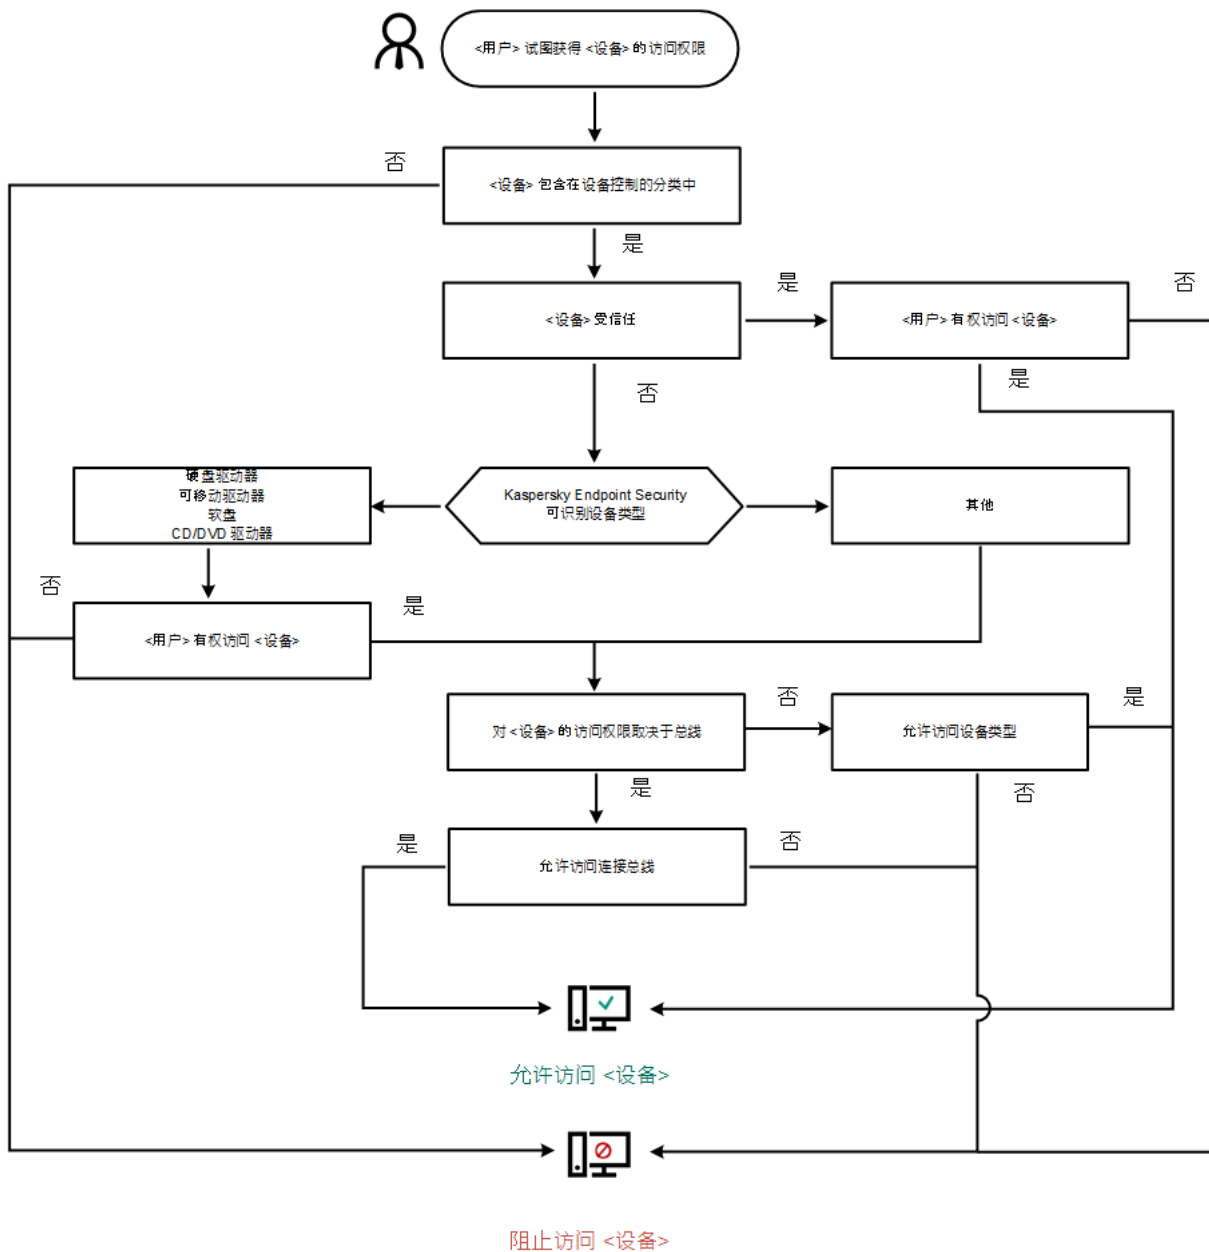 <用户> 试图获得 <设备> 的访问权限
否
<设备> 包含在设备控制的分类中
是
是
否
<设备> 受信任
<用户> 有权访问 <设备>
是
否
硬盘驱动器
可移动驱动器
软盘
CD/DVD 驱动器
Kaspersky Endpoint Security
可识别设备类型
其他
否
是
<用户> 有权访问 <设备>
否
是
对 <设备> 的访问权限取决于总线
允许访问设备类型
是
否
是
否
允许访问连接总线
允许访问 <设备>
阻止访问 <设备>